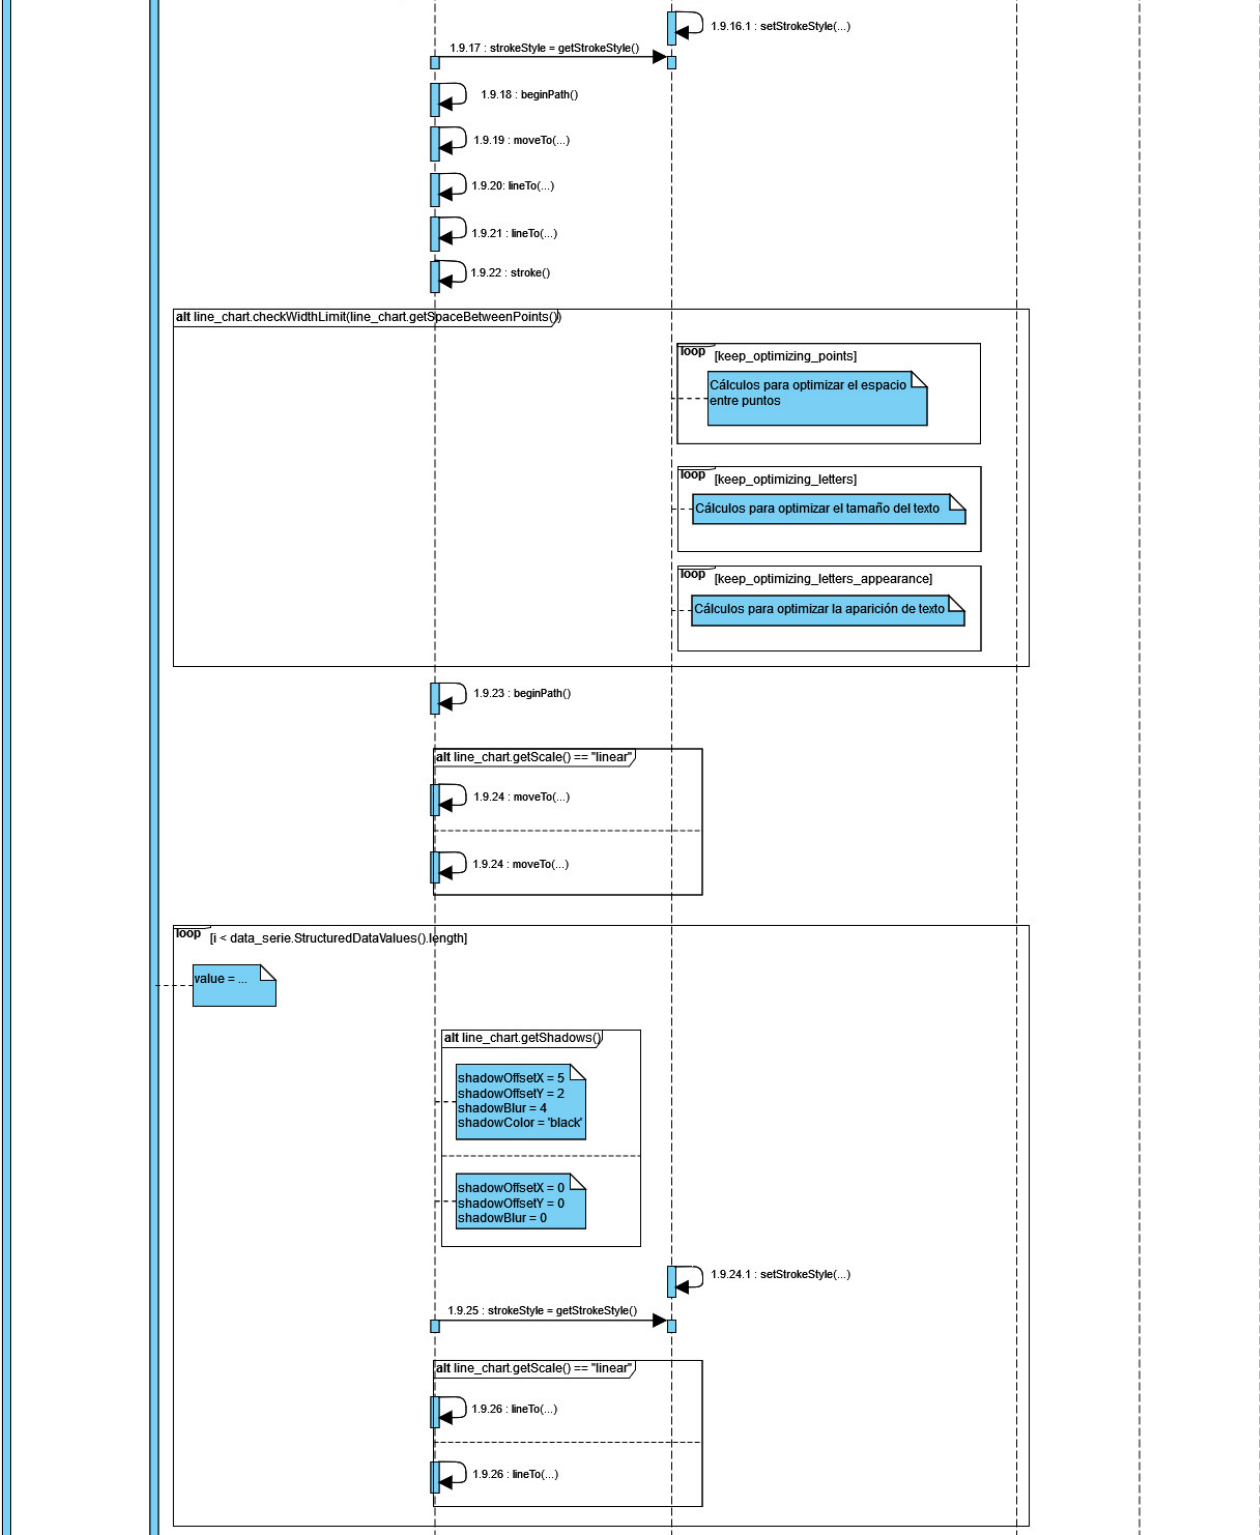 1.9.16.1 : setStrokeStyle(...)
1.9.17 : strokeStyle = getStrokeStyle()
1.9.18 : beginPath()
1.9.19 : moveTo(...)
1.9.20: lineTo(...)
1.9.21 : lineTo(...)
1.9.22 : stroke()
alt line_chart.checkWidthLimit(line_chart.getSpaceBetweenPoints())
loop [keep_optimizing_points]
Cálculos para optimizar el espacio
entre puntos
loop [keep_optimizing_letters]
Cálculos para optimizar el tamaño del texto
loop [keep_optimizing_letters_appearance]
Cálculos para optimizar la aparición de texto
1.9.23 : beginPath()
alt line_chart.getScale() == "linear"
1.9.24 : moveTo(...)
1.9.24 : moveTo(...)
loop [i < data_serie.StructuredDataValues().length]
value = ...
alt line_chart.getShadows()
shadowOffsetX = 5
shadowOffsetY = 2
shadowBlur = 4
shadowColor = 'black'
shadowOffsetX = 0
shadowOffsetY = 0
shadowBlur = 0
1.9.24.1 : setStrokeStyle(...)
1.9.25 : strokeStyle = getStrokeStyle()
alt line_chart.getScale() == "linear"
1.9.26 : lineTo(...)
1.9.26 : lineTo(...)